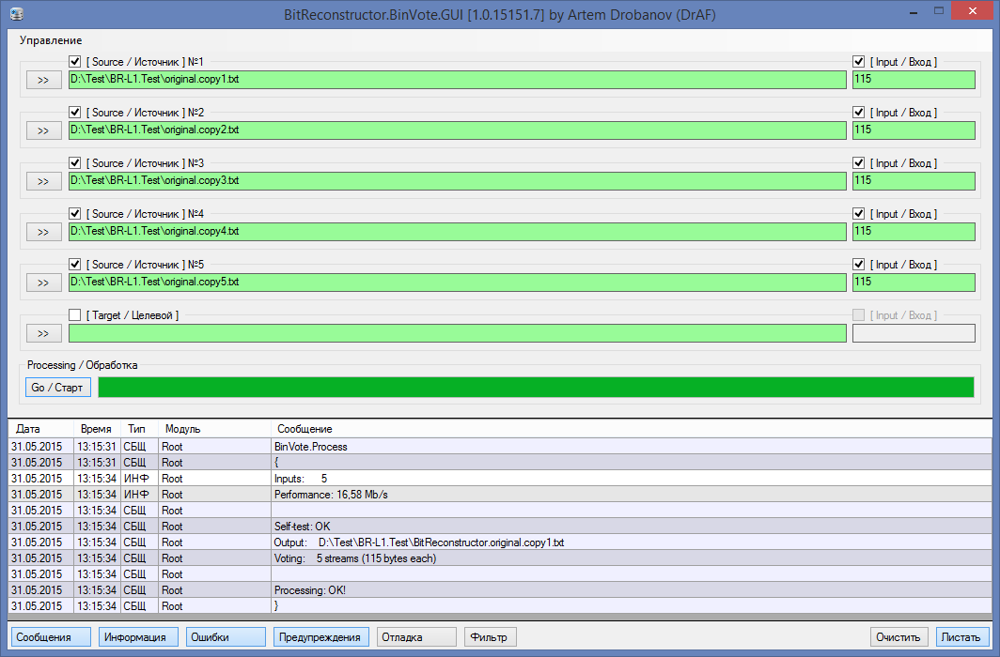 BitReconstructor.BinVote.GUI [1.0.15151.7] by Artem Drobanov (DrAF)
Управление
[ Source / Источник ] №1 [ Input / Вход ]
>> D:\Test\BR-L1.Test\original.copy1.txt 115
[ Source / Источник ] №2 [ Input / Вход ]
>> D:\Test\BR-L1.Test\original.copy2.txt 115
[ Source / Источник ] №3 [ Input / Вход ]
>> D:\Test\BR-L1.Test\original.copy3.txt 115
[ Source / Источник ] №4 [ Input / Вход ]
>> D:\Test\BR-L1.Test\original.copy4.txt 115
[ Source / Источник ] №5 [ Input / Вход ]
>> D:\Test\BR-L1.Test\original.copy5.txt 115
[ Target / Целевой ] [ Input / Вход ]
>>
Processing / Обработка
Go / Старт
Дата Время Тип Модуль Сообщение
31.05.2015 13:15:31 СБЩ Root BinVote.Process
31.05.2015 13:15:31 СБЩ Root {
31.05.2015 13:15:34 ИНФ Root Inputs: 5
31.05.2015 13:15:34 ИНФ Root Performance: 16,58 Mb/s
31.05.2015 13:15:34 СБЩ Root
31.05.2015 13:15:34 СБЩ Root Self-test: OK
31.05.2015 13:15:34 СБЩ Root Output: D:\Test\BR-L1.Test\BitReconstructor.original.copy1.txt
31.05.2015 13:15:34 СБЩ Root Voting: 5 streams (115 bytes each)
31.05.2015 13:15:34 СБЩ Root
31.05.2015 13:15:34 СБЩ Root Processing: OK!
31.05.2015 13:15:34 СБЩ Root }
Сообщения Информация Ошибки Предупреждения Отладка Фильтр Очистить Листать